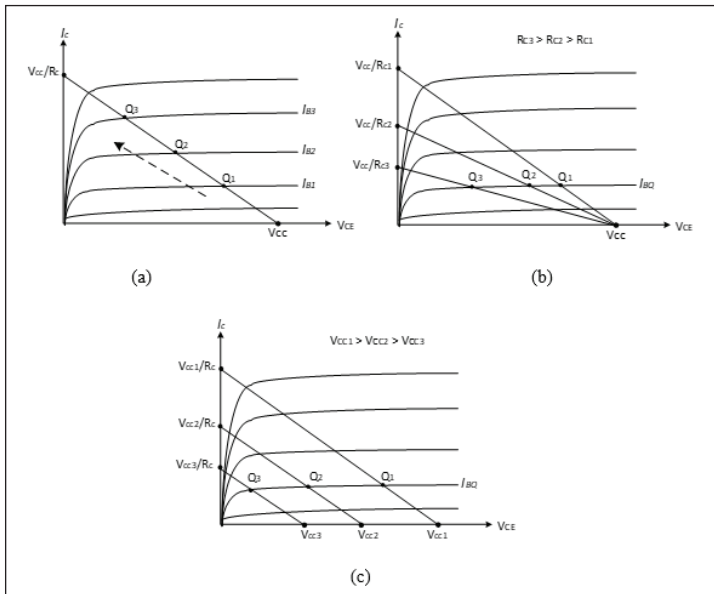 Ic
Vcc/Rc
Q3
IB3
Q2
IB2
Q1
IB1
Vcc
VCE
(a)
Ic
RC3 > RC2 > RC1
Vcc/RC1
Vcc/RC2
Vcc/RC3
Q3
Q2
Q1
IBQ
Vcc
VCE
(b)
Ic
VCC1 > VCC2 > VCC3
Vcc1/Rc
Vcc2/Rc
Vcc3/Rc
Q3
Q2
Q1
IBQ
Vcc3
Vcc2
Vcc1
VCE
(c)